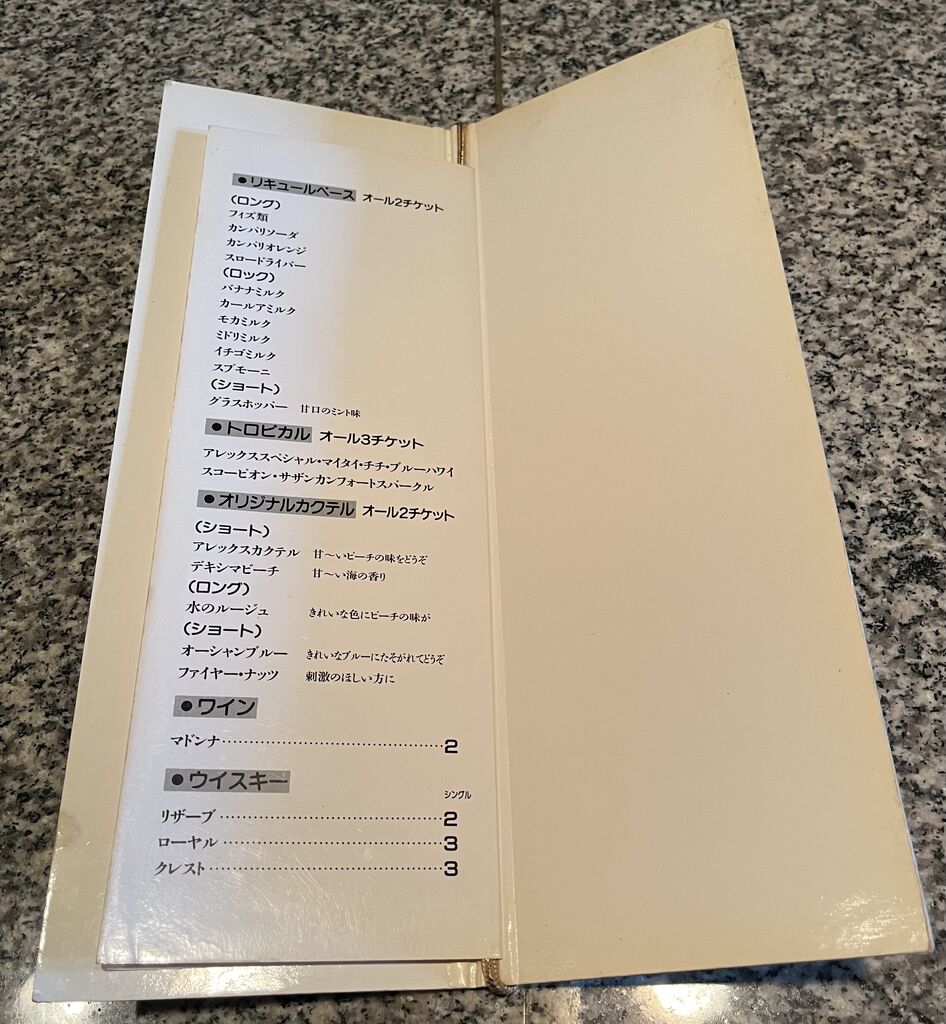 ●リキュールベース オール2チケット
(ロング)
フィズ類
カンパリソーダ
カンパリオレンジ
スロードライバー
(ロック)
バナナミルク
カールアミルク
モカミルク
ミドリミルク
イチゴミルク
スプモーニ
(ショート)
グラスホッパー 甘口のミント味
●トロピカル オール3チケット
アレックススペシャル・マイタイ・チチ・ブルーハワイ
スコーピオン・サザンカンフォートスパークル
●オリジナルカクテル オール2チケット
(ショート)
アレックスカクテル 甘〜いピーチの味をどうぞ
デキシマビーチ 甘〜い海の香り
(ロング)
水のルージュ きれいな色にピーチの味が
(ショート)
オーシャンブルー きれいなブルーにたそがれてどうぞ
ファイヤー・ナッツ 刺激のほしい方に
●ワイン
マドンナ……………………………2
●ウイスキー
シングル
リザーブ……………………………2
ローヤル……………………………3
クレスト……………………………3